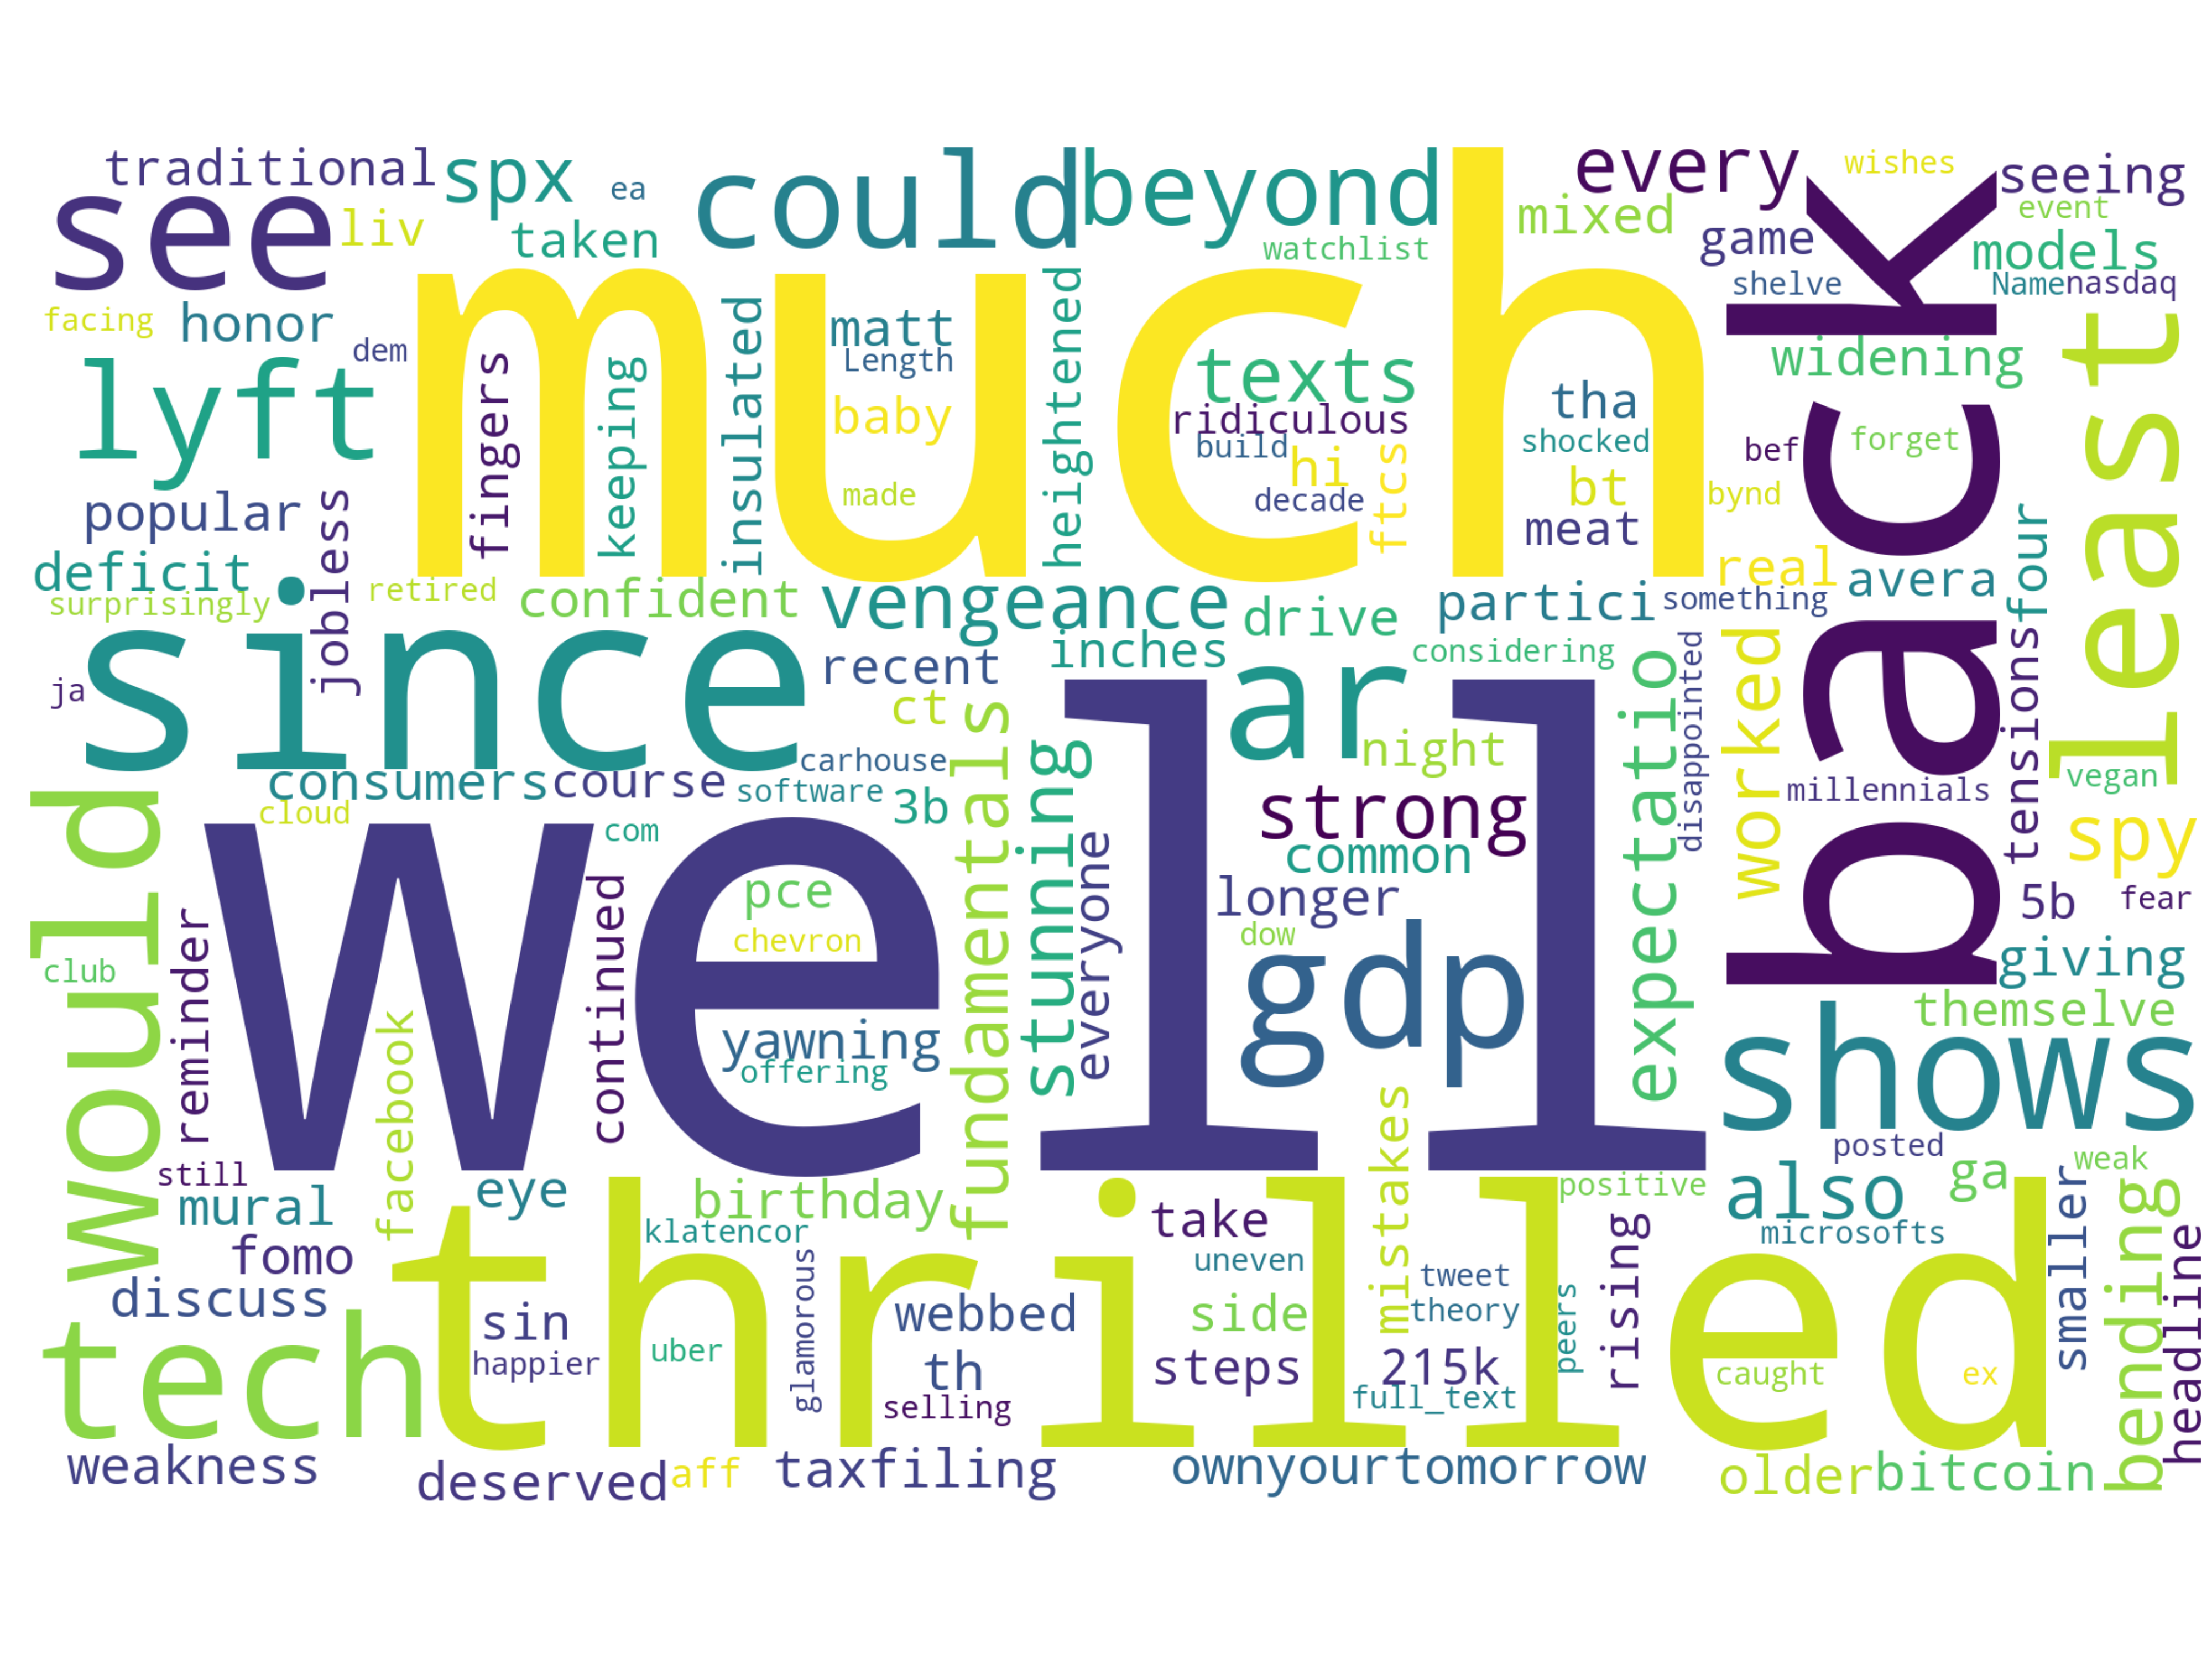 traditional
spx
ea
could
beyond
every
wishes
seeing
see
liv
taken
watchlist
mixed
game
event
models
shelve
Name
nasdaq
facing
honor
dem
much
matt
Length
baby
made
insulated
heightened
keeping
fingers
texts
ridiculous
build
hi
decade
ftcs
tha
shocked
bt
meat
back
widening
bef
forget
bynd
least
lyft
popular
jobless
deficit
surprisingly
retired
confident
vengeance
drive
partici
something
real
avera
four
since
ja
recent
inches
ar
considering
ct
night
expectatio
disappointed
worked
tensions
millennials
vegan
consumers
course
carhouse
software
3b
cloud
com
fundamentals
stunning
everyone
strong
common
longer
dow
gdp
spy
5b
fear
would
well
pce
chevron
yawning
offering
continued
reminder
club
facebook
giving
themselve
shows
still
mural
eye
birthday
klatencor
take
uneven
mistakes
tweet
theory
positive
posted
also
ga
weak
microsofts
smaller
bending
headline
fomo
discuss
thrilled
tech
sin
happier
uber
glamorous
webbed
th
selling
side
steps
215k
full_text
peers
rising
caught
ex
weakness
deserved
aff
taxfiling
ownyourtomorrow
older
bitcoin